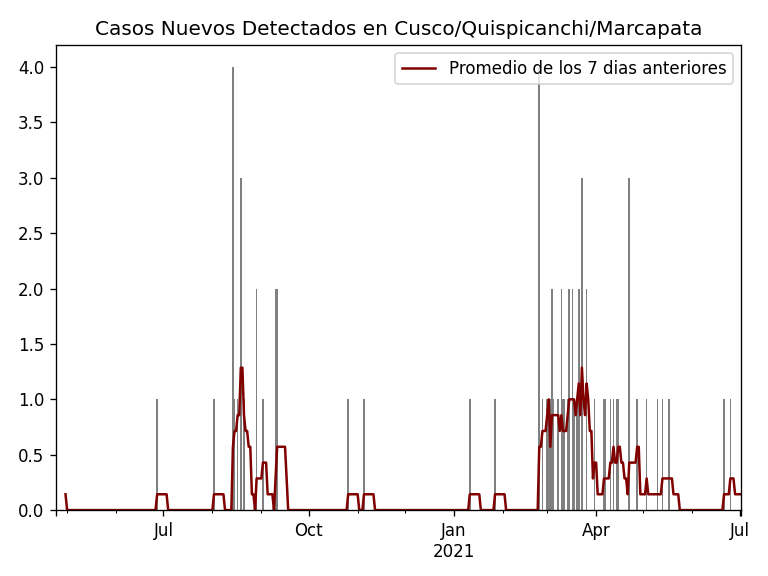 Casos Nuevos Detectados en Cusco/Quispicanchi/Marcapata
Promedio de los 7 dias anteriores
4.0
3.5
3.0
2.5
2.0
1.5
1.0
0.5
0.0
Jul
Oct
Jan
Apr
Jul
2021